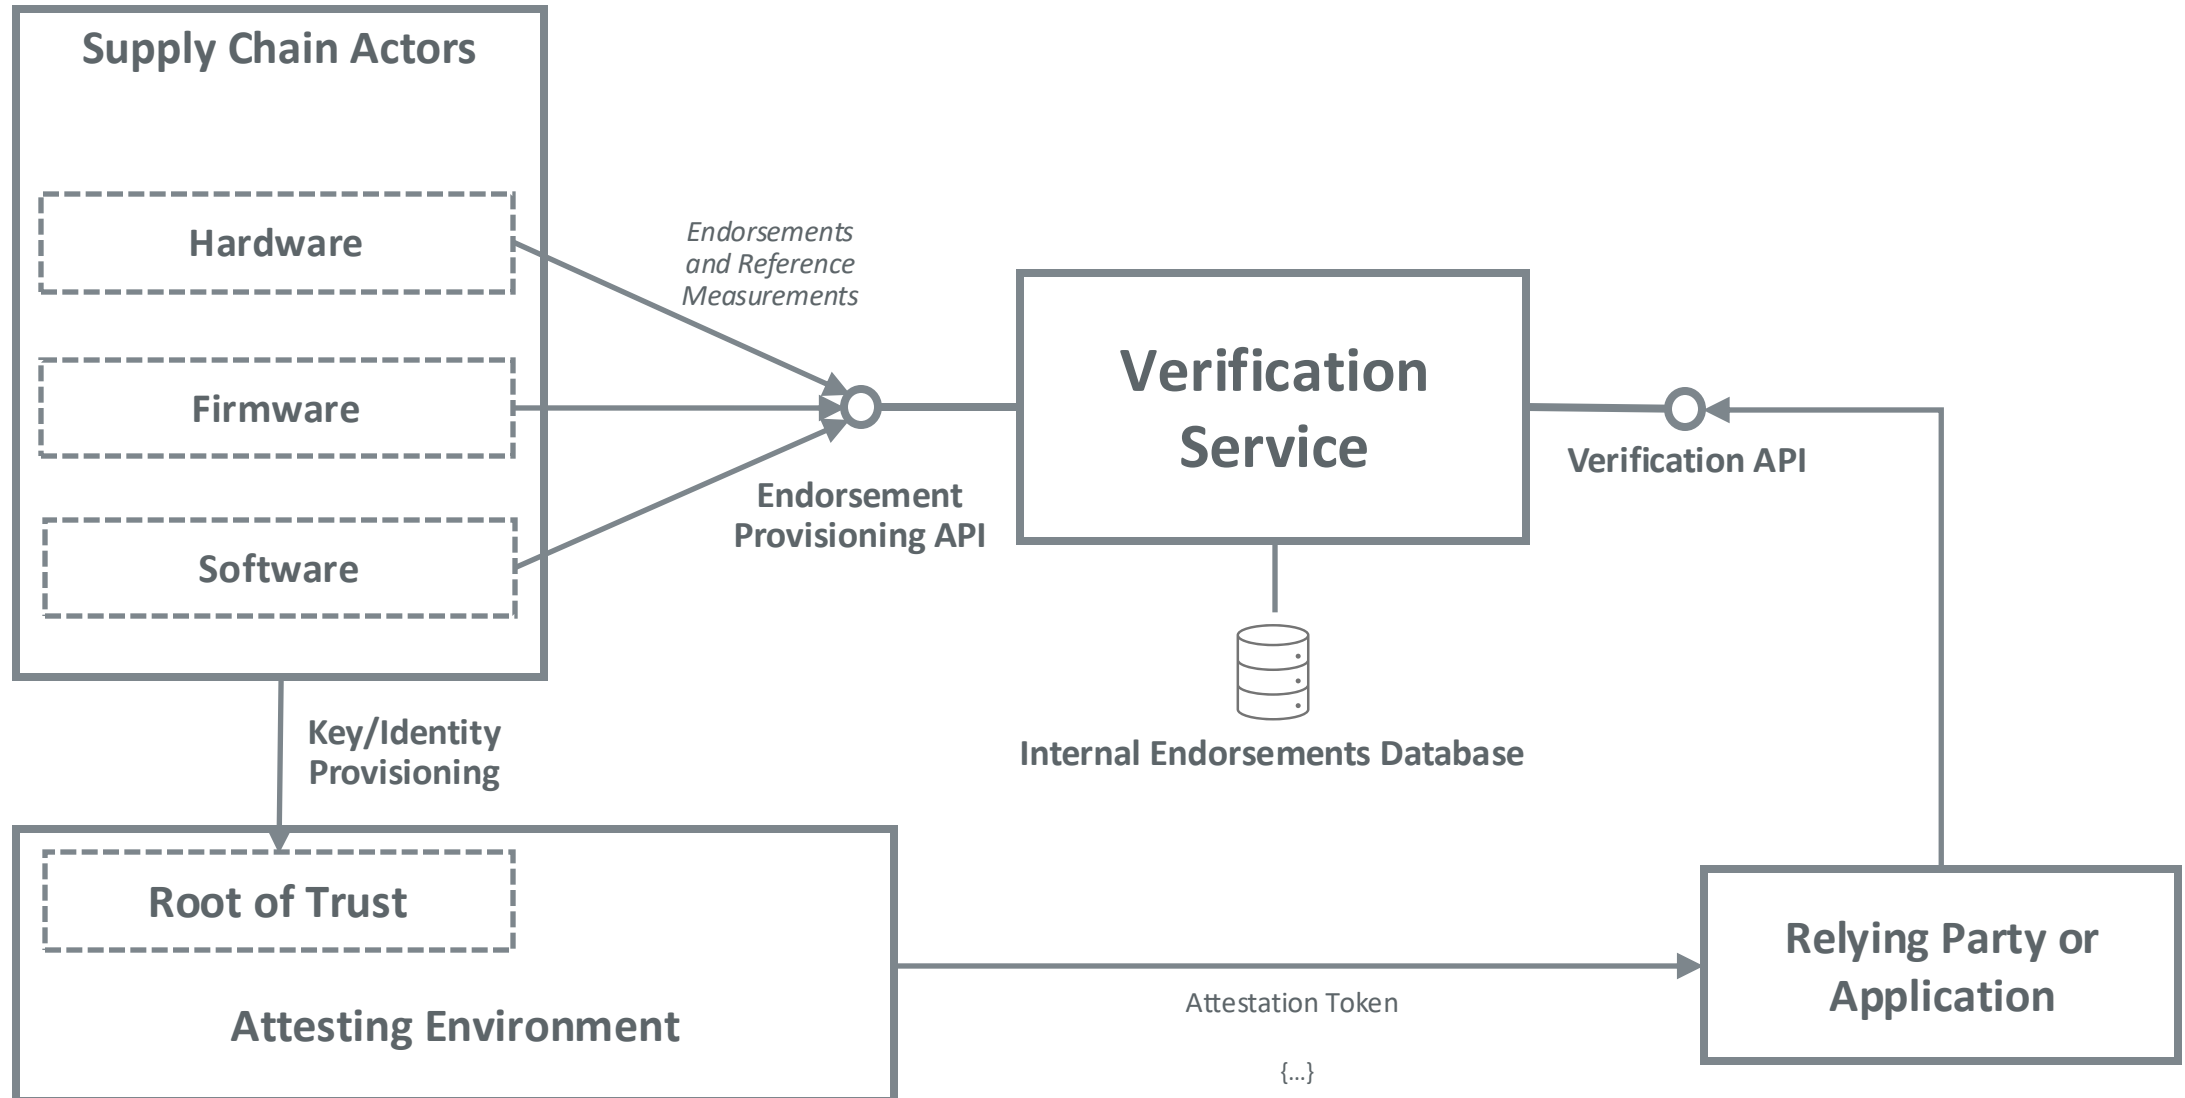 Supply Chain Actors
Hardware
Firmware
Software
Endorsements
and Reference
Measurements
Endorsement
Provisioning API
Verification
Service
Verification API
Internal Endorsements Database
Key/Identity
Provisioning
Root of Trust
Attesting Environment
Attestation Token
{...}
Relying Party or
Application